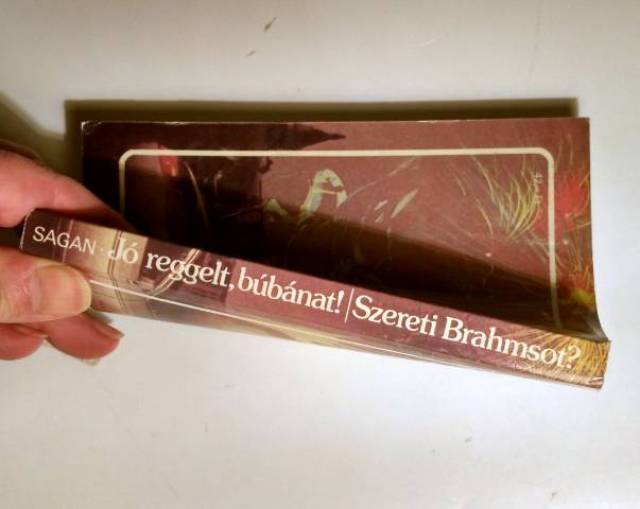 SAGAN · Jó reggelt, búbánat! | Szereti Brahmsot?